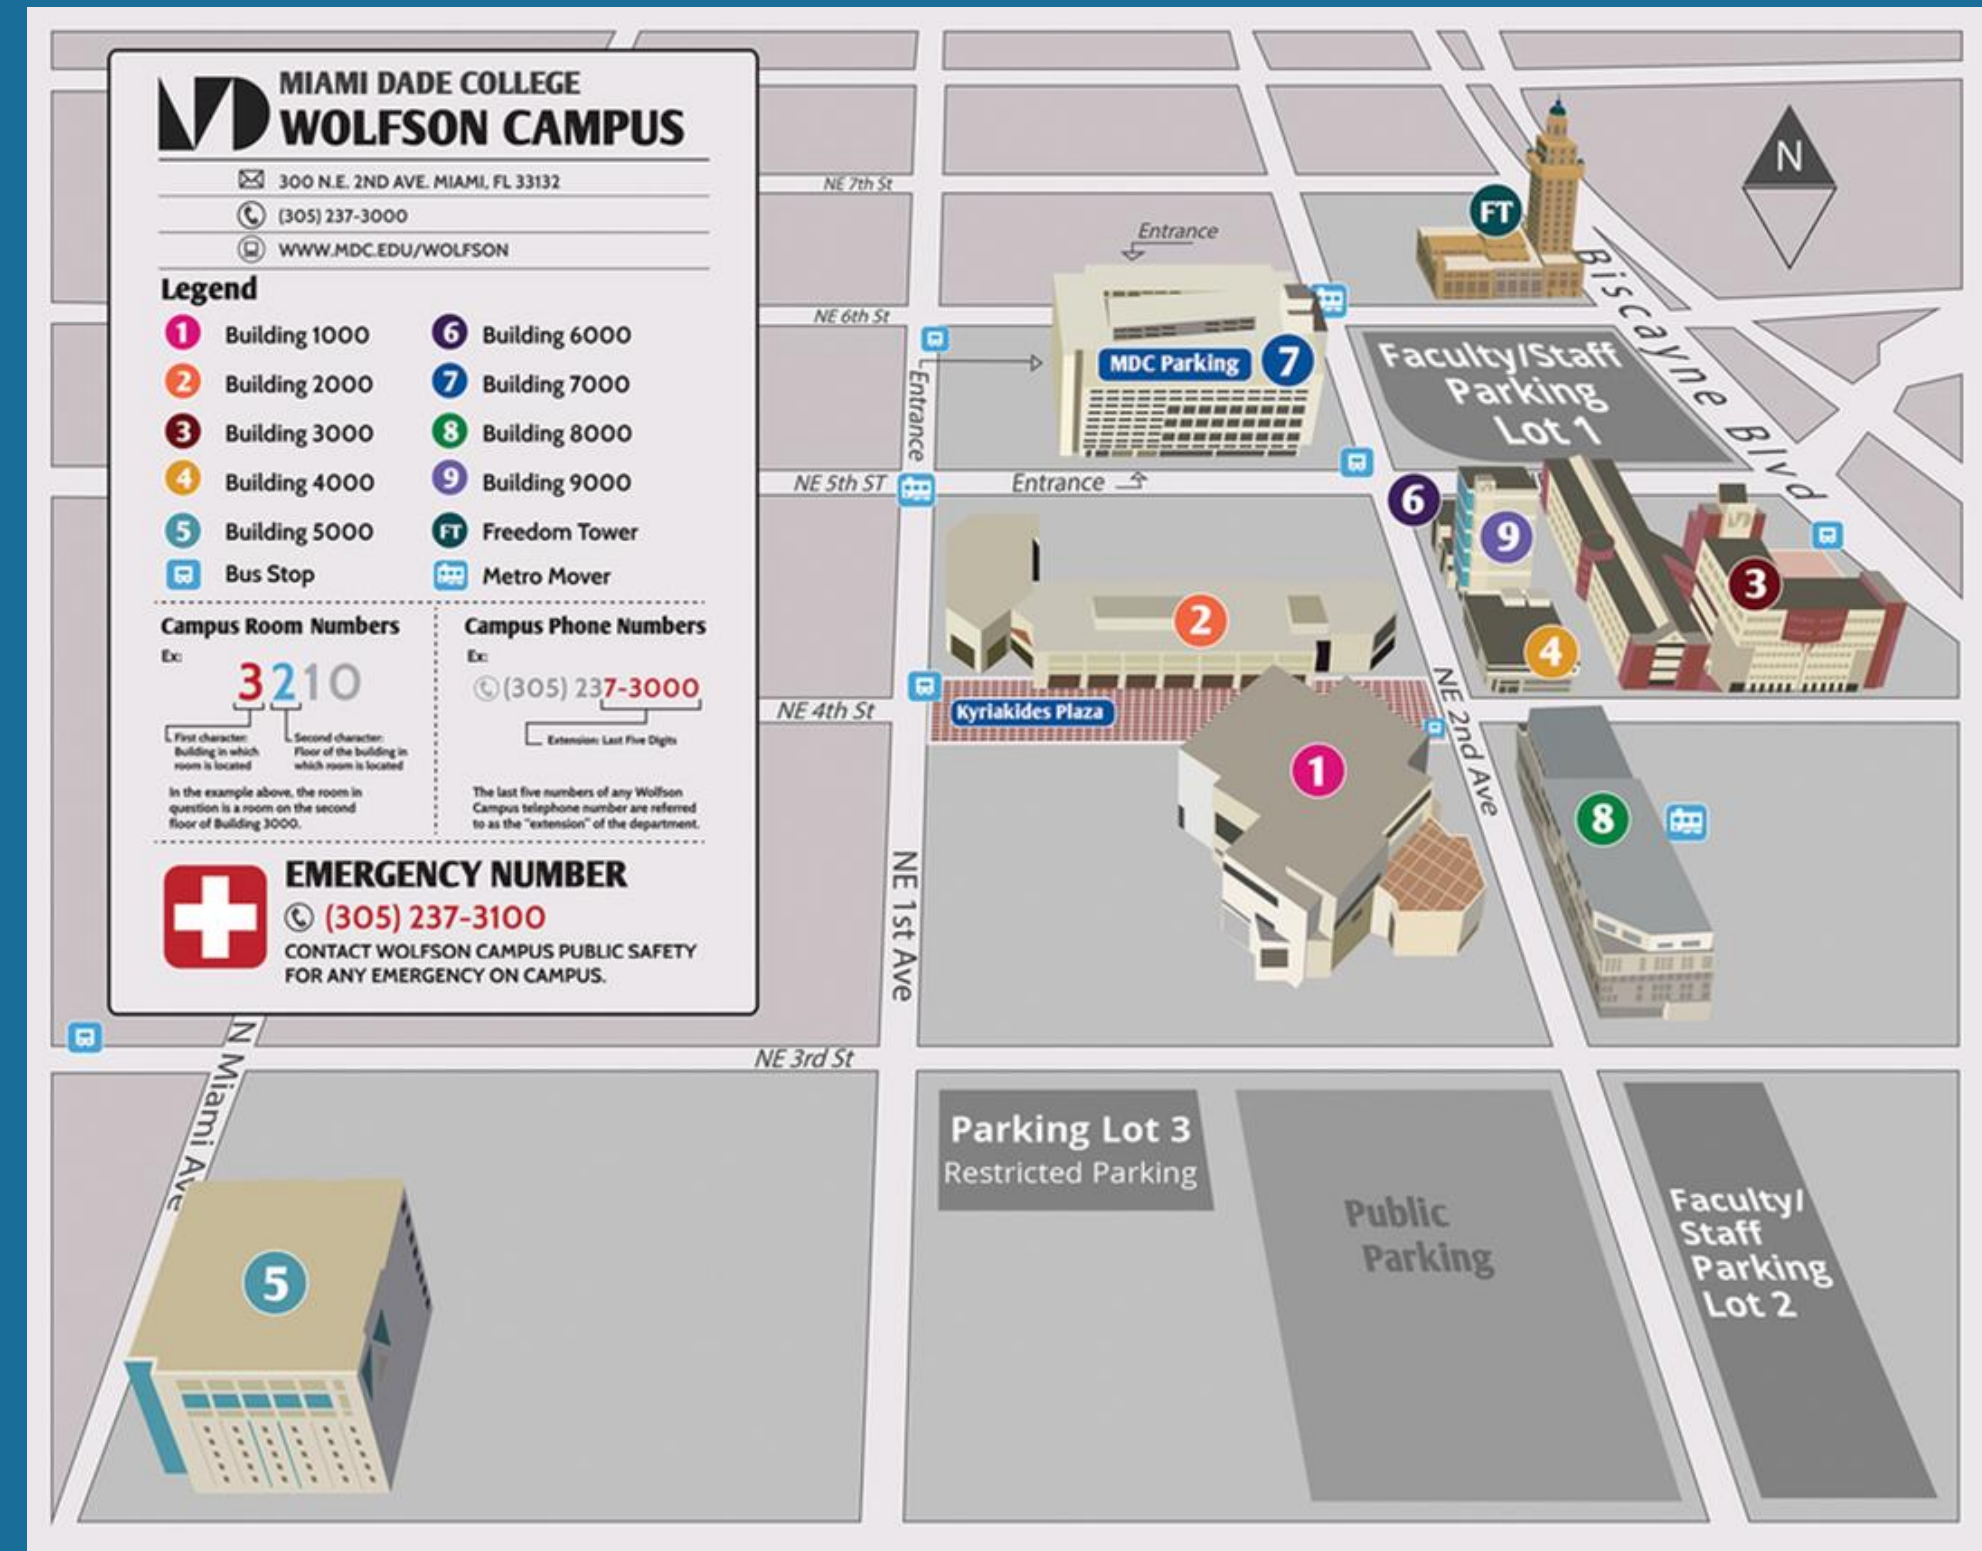 MIAMI DADE COLLEGE
WOLFSON CAMPUS
300 N.E. 2ND AVE. MIAMI, FL 33132
(305) 237-3000
WWW.MDC.EDU/WOLFSON
Legend
1 Building 1000
2 Building 2000
3 Building 3000
4 Building 4000
5 Building 5000
Bus Stop
6 Building 6000
7 Building 7000
8 Building 8000
9 Building 9000
FT Freedom Tower
Metro Mover
Campus Room Numbers
Ex:
3210
First character:
Building in which
room is located
Second character:
Floor of the building in
which room is located
In the example above, the room in
question is a room on the second
floor of Building 3000.
Campus Phone Numbers
Ex:
(305) 237-3000
Extension: Last Five Digits
The last five numbers of any Wolfson
Campus telephone number are referred
to as the "extension" of the department.
EMERGENCY NUMBER
(305) 237-3100
CONTACT WOLFSON CAMPUS PUBLIC SAFETY
FOR ANY EMERGENCY ON CAMPUS.
N
NE 7th St
FT
Entrance
Biscayne Blvd
NE 6th St
MDC Parking
7
Faculty/Staff
Parking
Lot 1
Entrance
NE 5th ST
Entrance
6
9
3
2
4
Kyriakides Plaza
NE 4th St
NE 2nd Ave
1
8
NE 1st Ave
N Miami Ave
NE 3rd St
Parking Lot 3
Restricted Parking
Public
Parking
Faculty/
Staff
Parking
Lot 2
5